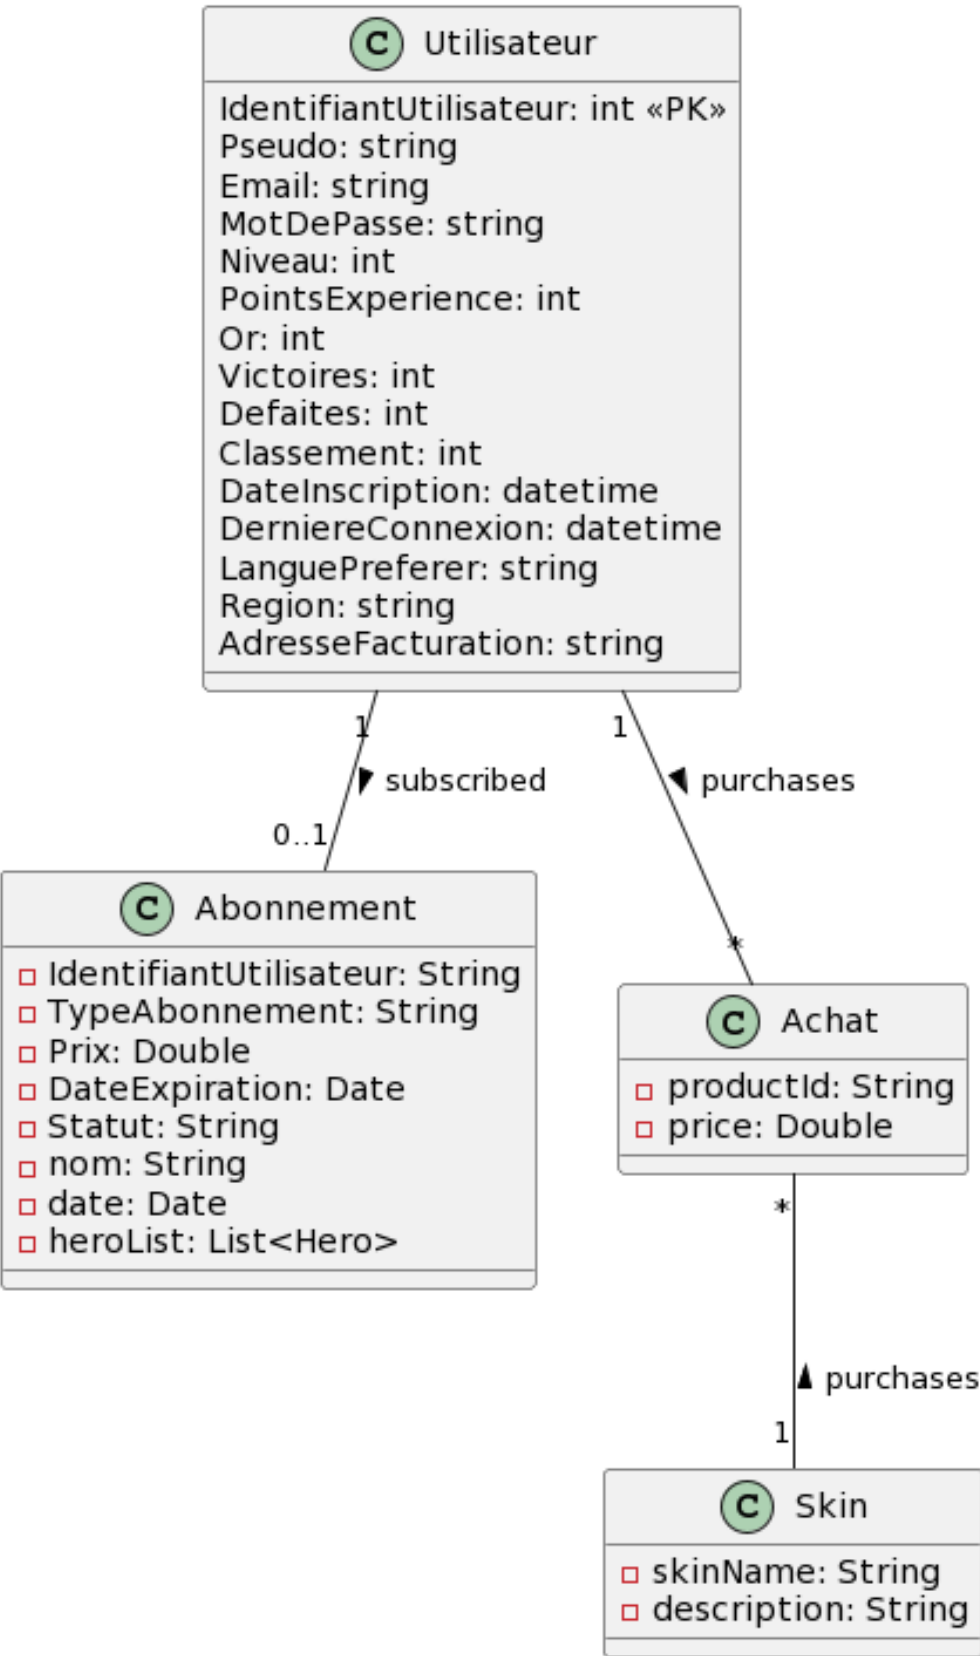 C Utilisateur
IdentifiantUtilisateur: int «PK»
Pseudo: string
Email: string
MotDePasse: string
Niveau: int
PointsExperience: int
Or: int
Victoires: int
Defaites: int
Classement: int
DateInscription: datetime
DerniereConnexion: datetime
LanguePreferer: string
Region: string
AdresseFacturation: string
1
1
subscribed
purchases
0..1
C Abonnement
IdentifiantUtilisateur: String
TypeAbonnement: String
Prix: Double
DateExpiration: Date
Statut: String
nom: String
date: Date
heroList: List<Hero>
*
C Achat
productId: String
price: Double
*
purchases
1
C Skin
skinName: String
description: String